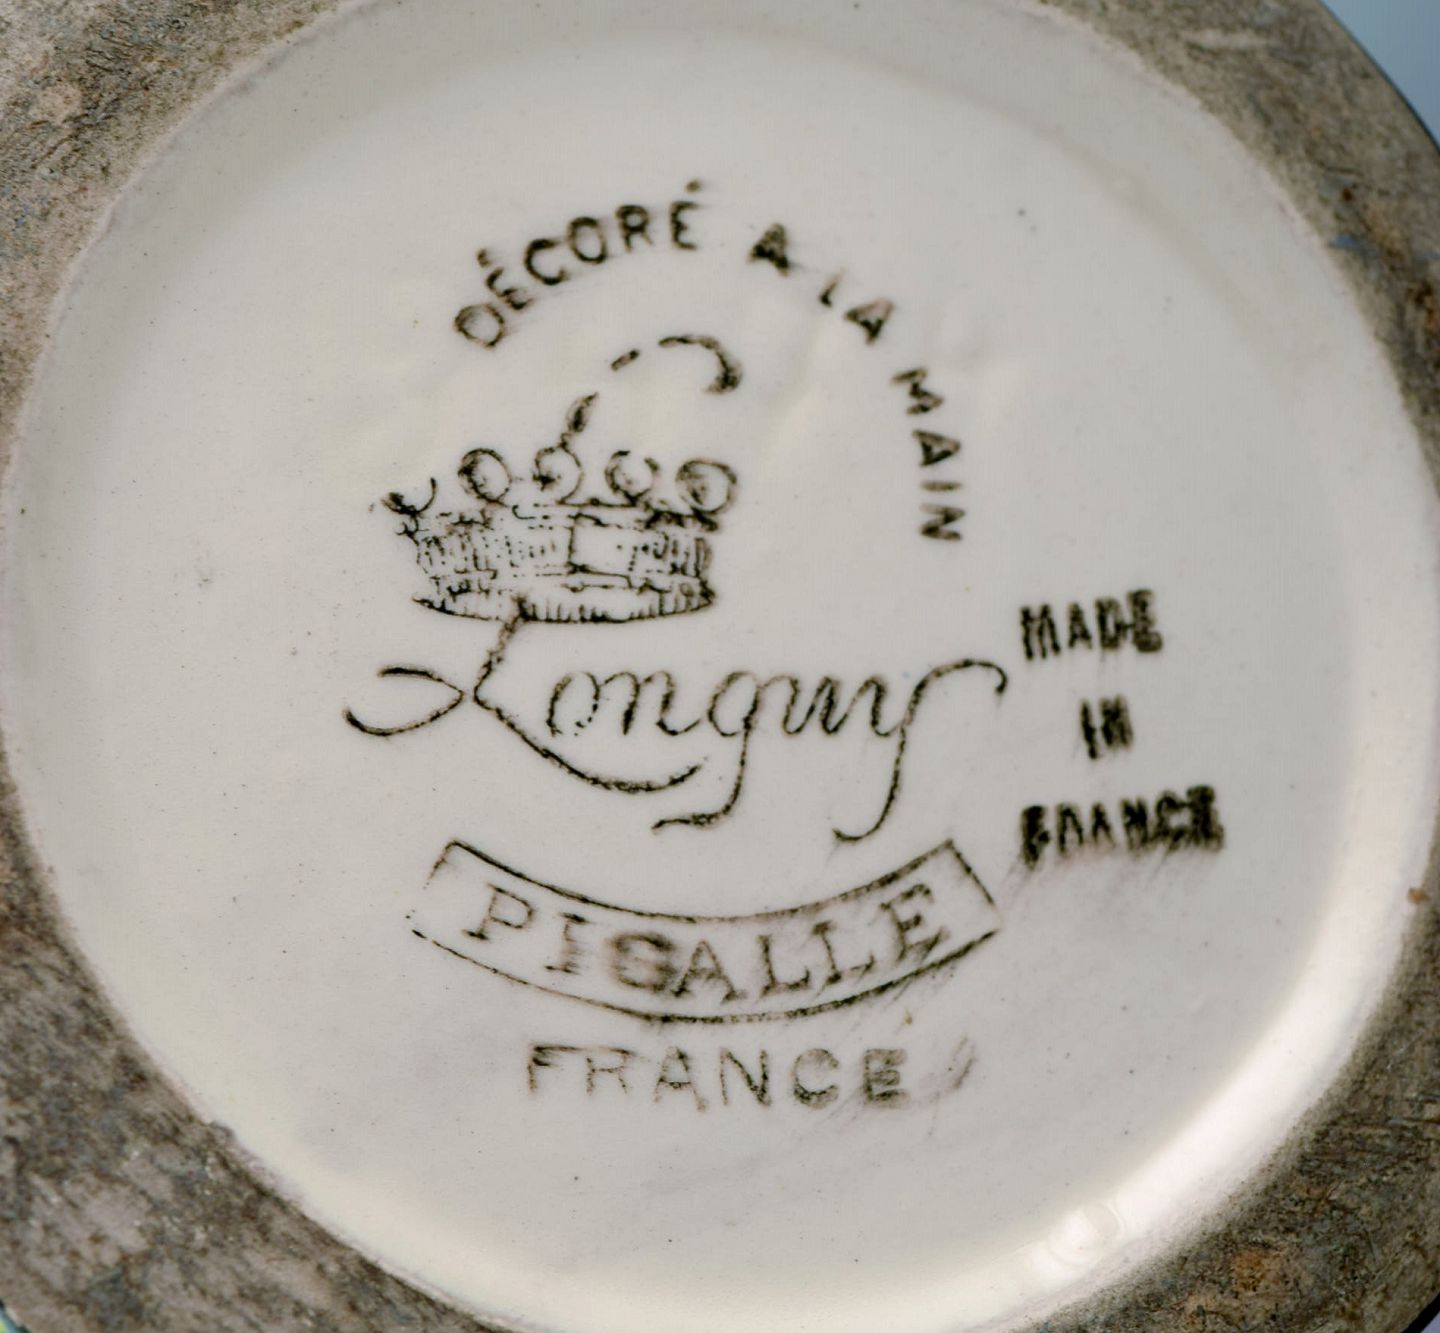 DÉCORÉ A LA MAIN
Longwy
MADE
IN
FRANCE
PIGALLE
FRANCE